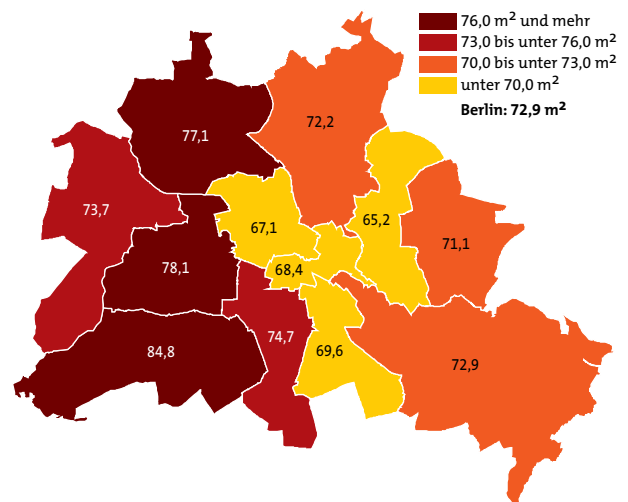 76,0 m² und mehr
73,0 bis unter 76,0 m²
70,0 bis unter 73,0 m²
unter 70,0 m²
Berlin: 72,9 m²
77,1
72,2
73,7
67,1
65,2
71,1
78,1
68,4
84,8
74,7
69,6
72,9